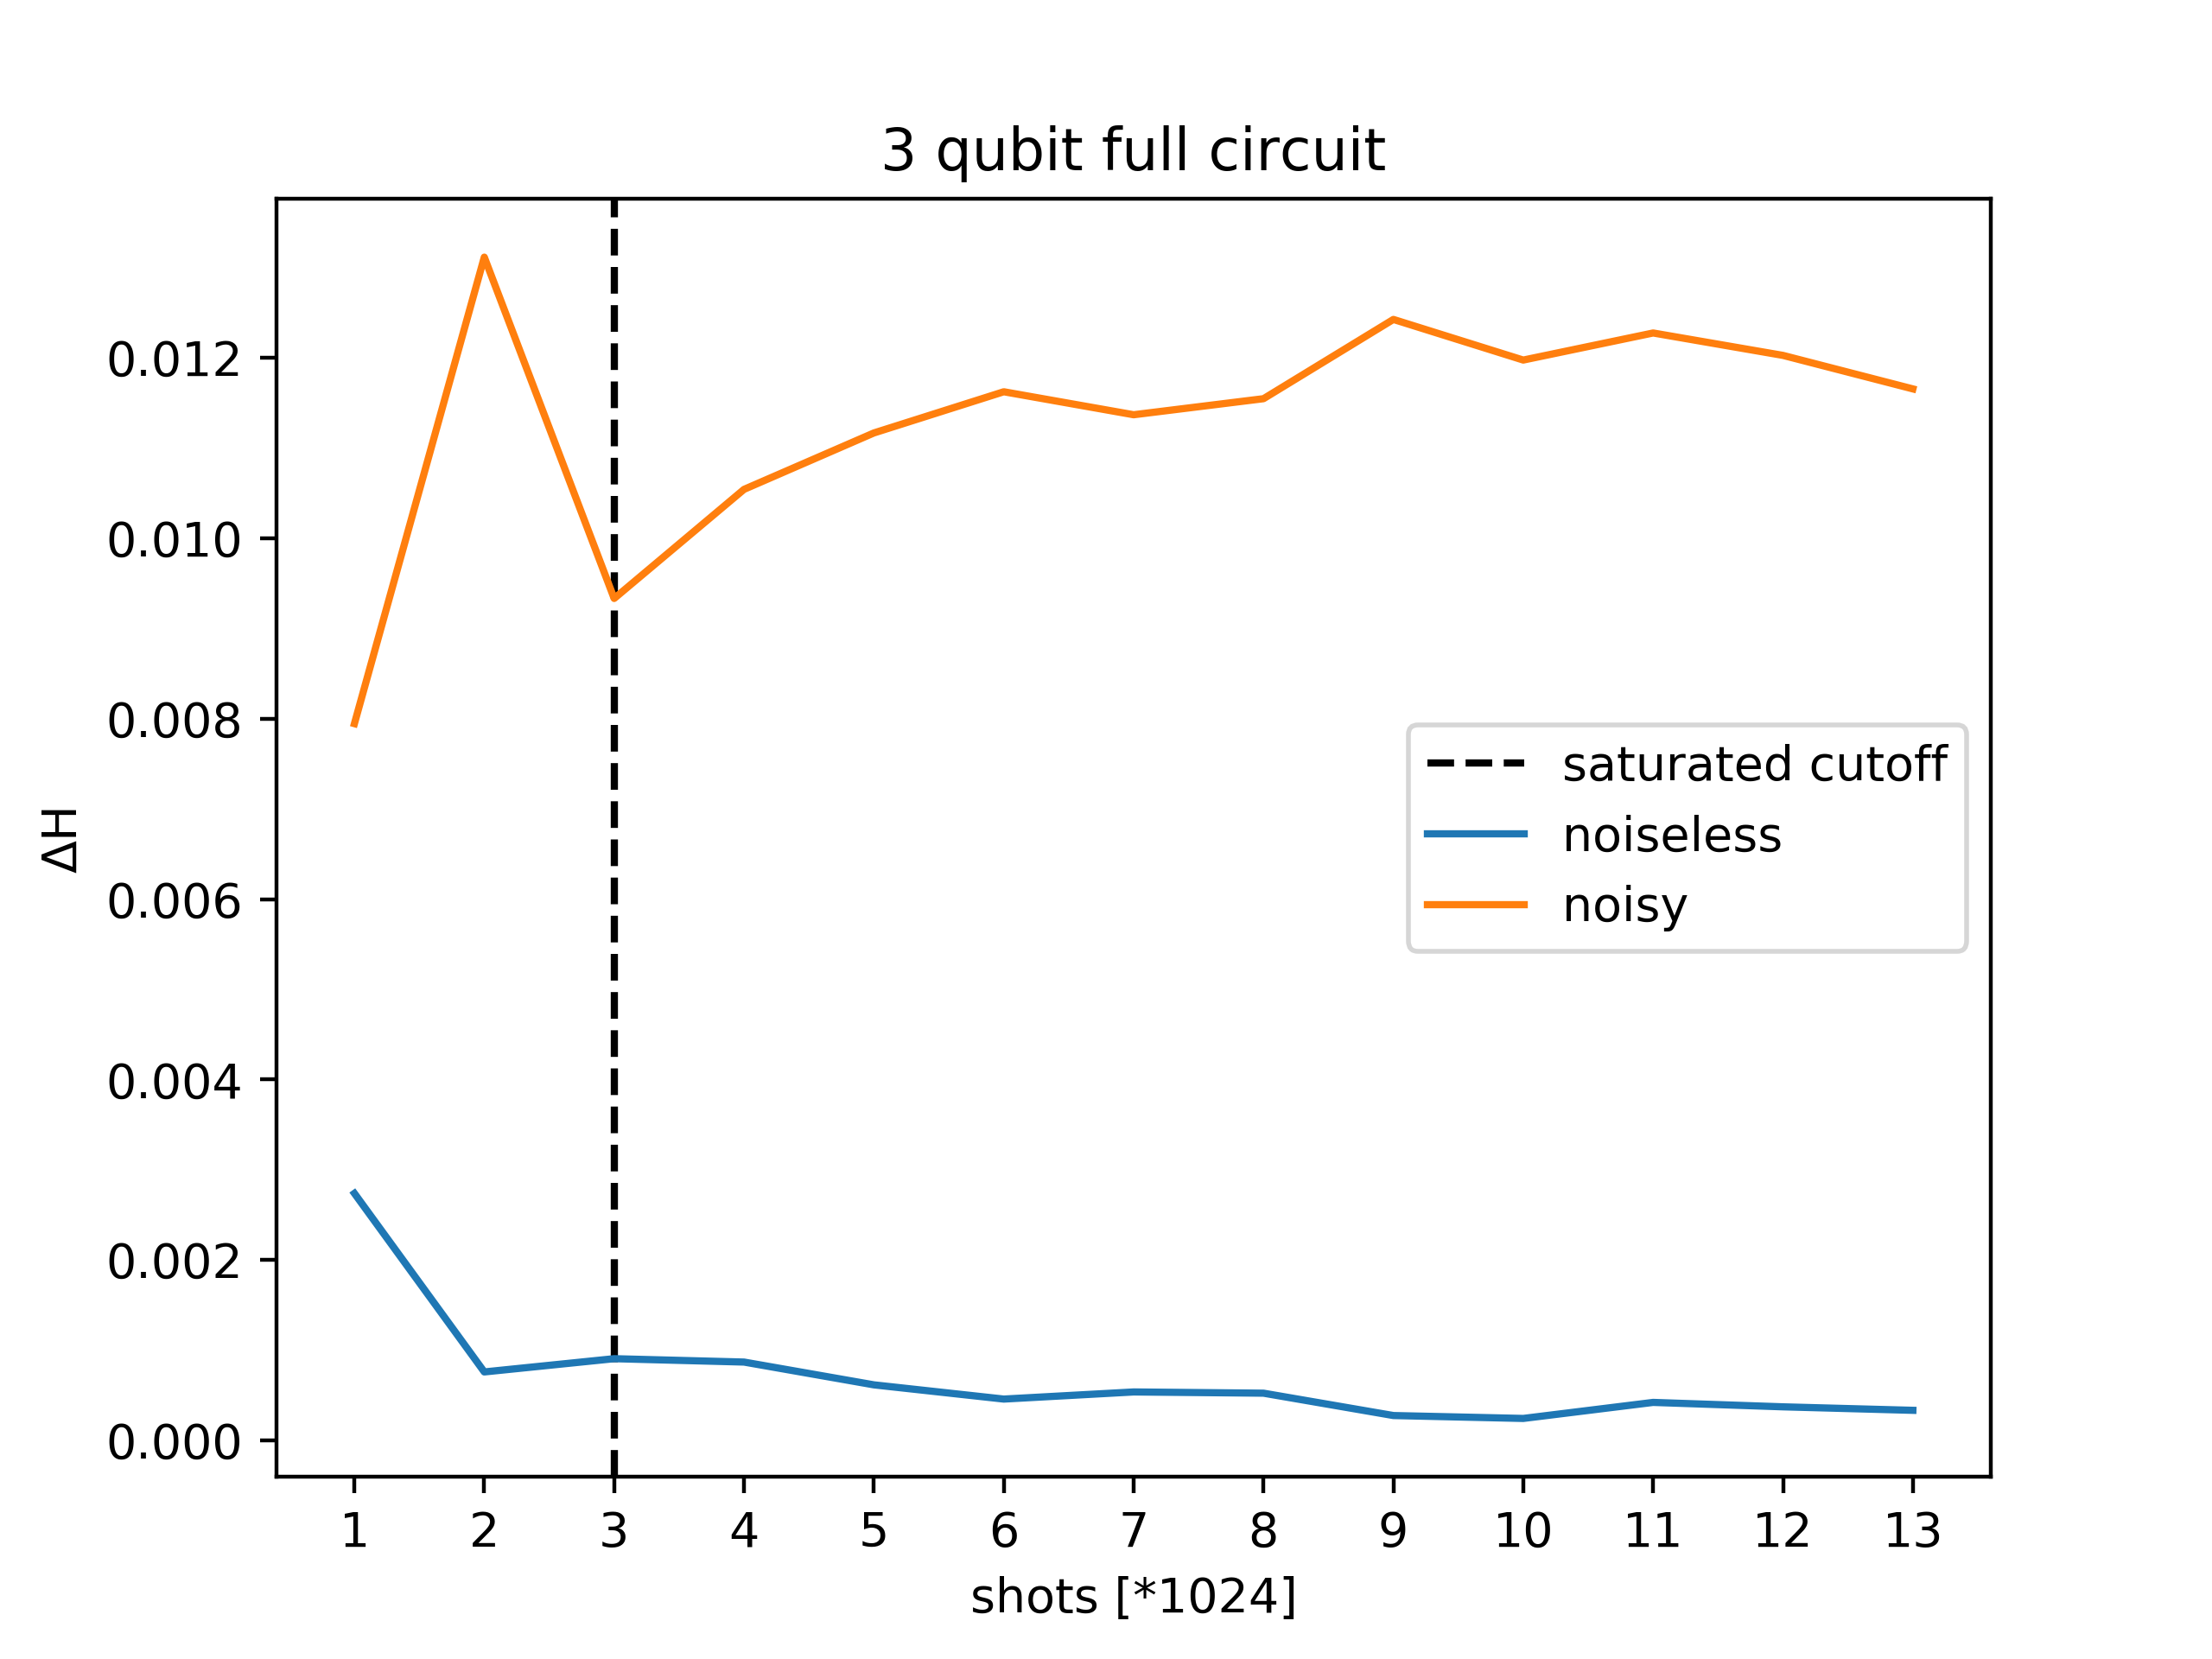 3 qubit full circuit
0.012
0.010
0.008
0.006
0.004
0.002
0.000
ΔH
saturated cutoff
noiseless
noisy
1 2 3 4 5 6 7 8 9 10 11 12 13
shots [*1024]